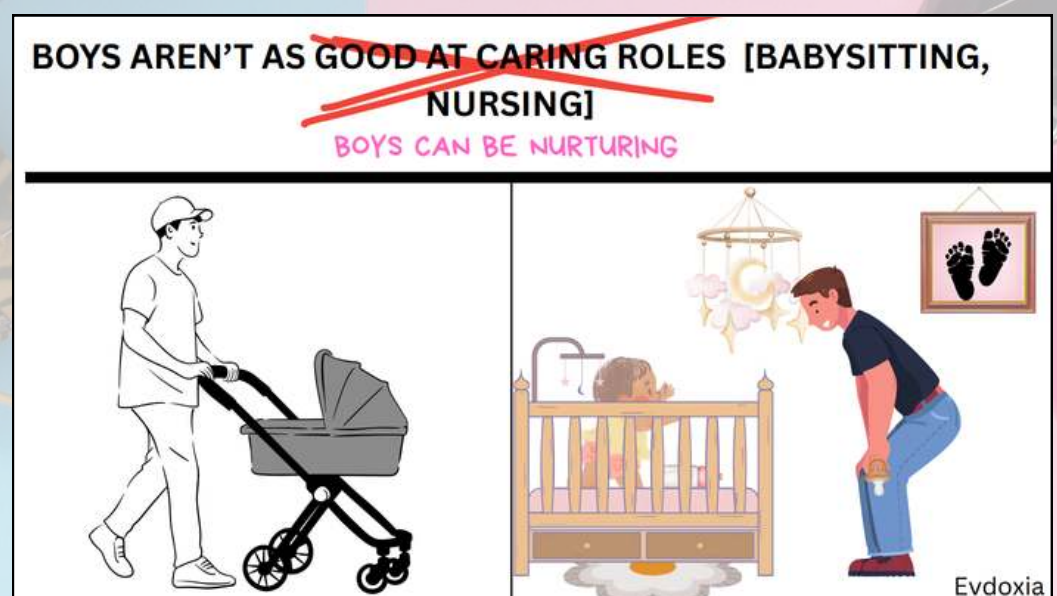 BOYS AREN’T AS GOOD AT CARING ROLES [BABYSITTING,
NURSING]
BOYS CAN BE NURTURING
Evdoxia